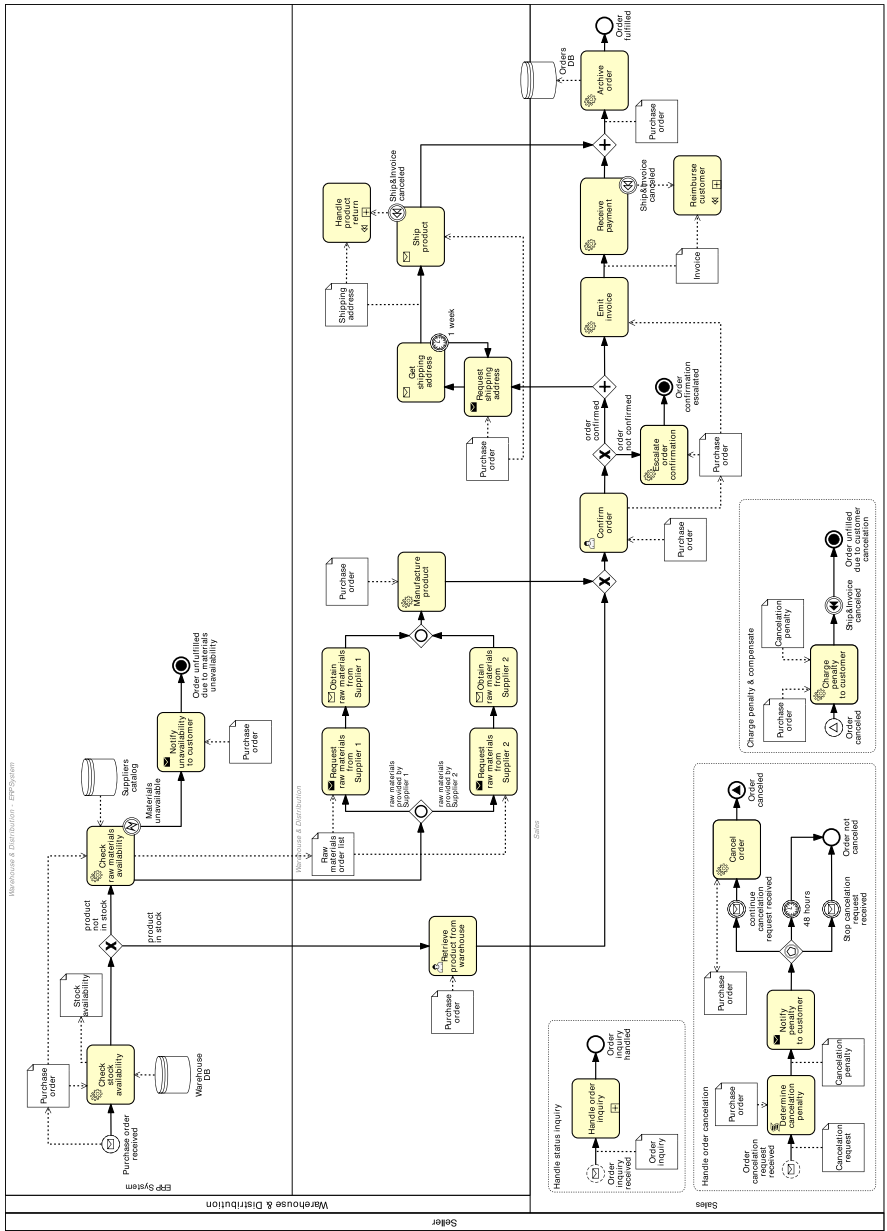 Seller
Warehouse & Distribution
ERP System
Warehouse & Distribution - ERPSystem
Purchase order
received
Purchase
order
Check
stock
availability
Warehouse
DB
Stock
availability
product
not
in stock
product
in stock
Check
raw materials
availability
Suppliers
catalog
Materials
unavailable
Notify
unavailability
to customer
Purchase
order
Order unfulfilled
due to materials
unavailability
Warehouse & Distribution
Purchase
order
Retrieve
product from
warehouse
Raw
materials
order list
raw materials
provided by
Supplier 1
raw materials
provided by
Supplier 2
Request
raw materials
from
Supplier 1
Obtain
raw materials
from
Supplier 1
Request
raw materials
from
Supplier 2
Obtain
raw materials
from
Supplier 2
Purchase
order
Manufacture
product
Purchase
order
Request
shipping
address
Get
shipping
address
1 week
Shipping
address
Ship
product
Ship&Invoice
canceled
Handle
product
return
Sales
Sales
Confirm
order
Purchase
order
order
confirmed
order
not confirmed
Escalate
order
confirmation
Order
confirmation
escalated
Purchase
order
Emit
invoice
Invoice
Receive
payment
Ship&Invoice
canceled
Reimburse
customer
Purchase
order
Archive
order
Orders
DB
Order
fulfilled
Handle status inquiry
Order
inquiry
received
Order
inquiry
Handle order
inquiry
Order
inquiry
handled
Handle order cancelation
Order
cancelation
request
received
Cancelation
request
Purchase
order
Determine
cancelation
penalty
Cancelation
penalty
Notify
penalty
to customer
Purchase
order
continue
cancelation
request received
48 hours
Stop cancelation
request
received
Cancel
order
Order
canceled
Order not
canceled
Charge penalty & compensate
Order
canceled
Purchase
order
Cancelation
penalty
Charge
penalty
to customer
Ship&Invoice
canceled
Order unfilled
due to customer
cancelation